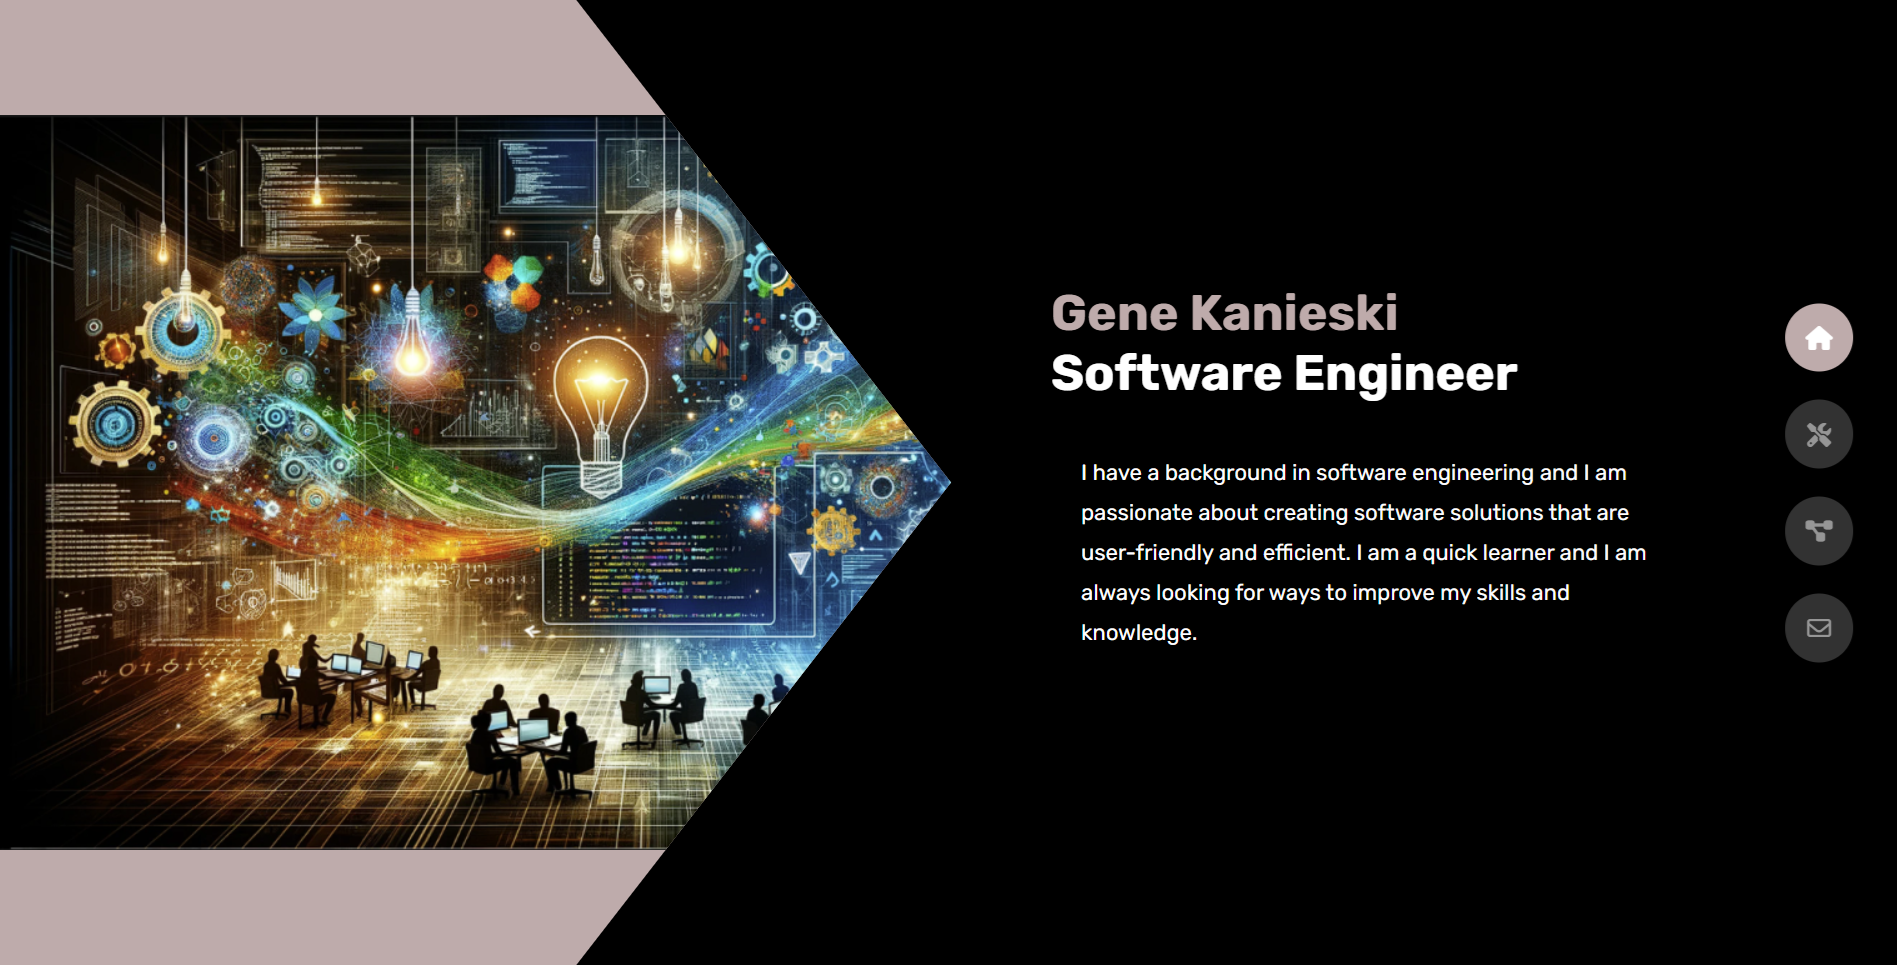 Gene Kanieski
Software Engineer
I have a background in software engineering and I am
passionate about creating software solutions that are
user-friendly and efficient. I am a quick learner and I am
always looking for ways to improve my skills and
knowledge.